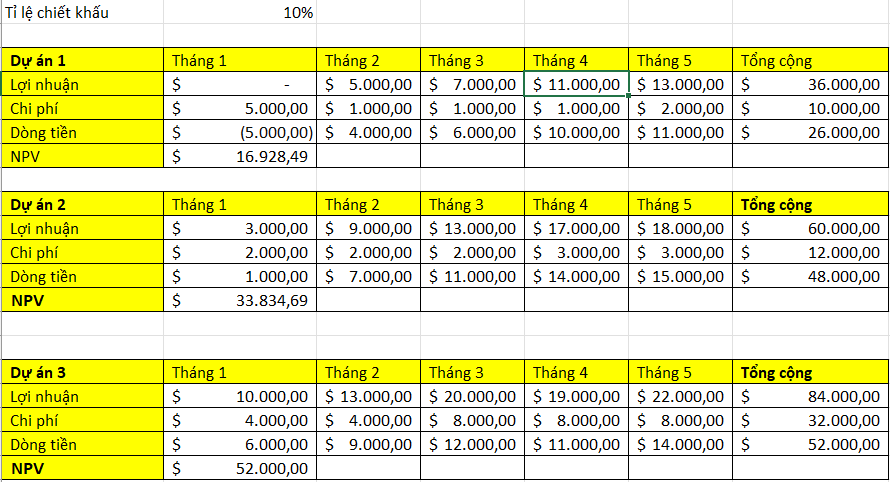 Tỉ lệ chiết khấu 10%
Dự án 1 Tháng 1 Tháng 2 Tháng 3 Tháng 4 Tháng 5 Tổng cộng
Lợi nhuận $ - $ 5.000,00 $ 7.000,00 $ 11.000,00 $ 13.000,00 $ 36.000,00
Chi phí $ 5.000,00 $ 1.000,00 $ 1.000,00 $ 1.000,00 $ 2.000,00 $ 10.000,00
Dòng tiền $ (5.000,00) $ 4.000,00 $ 6.000,00 $ 10.000,00 $ 11.000,00 $ 26.000,00
NPV $ 16.928,49
Dự án 2 Tháng 1 Tháng 2 Tháng 3 Tháng 4 Tháng 5 Tổng cộng
Lợi nhuận $ 3.000,00 $ 9.000,00 $ 13.000,00 $ 17.000,00 $ 18.000,00 $ 60.000,00
Chi phí $ 2.000,00 $ 2.000,00 $ 2.000,00 $ 3.000,00 $ 3.000,00 $ 12.000,00
Dòng tiền $ 1.000,00 $ 7.000,00 $ 11.000,00 $ 14.000,00 $ 15.000,00 $ 48.000,00
NPV $ 33.834,69
Dự án 3 Tháng 1 Tháng 2 Tháng 3 Tháng 4 Tháng 5 Tổng cộng
Lợi nhuận $ 10.000,00 $ 13.000,00 $ 20.000,00 $ 19.000,00 $ 22.000,00 $ 84.000,00
Chi phí $ 4.000,00 $ 4.000,00 $ 8.000,00 $ 8.000,00 $ 8.000,00 $ 32.000,00
Dòng tiền $ 6.000,00 $ 9.000,00 $ 12.000,00 $ 11.000,00 $ 14.000,00 $ 52.000,00
NPV $ 52.000,00